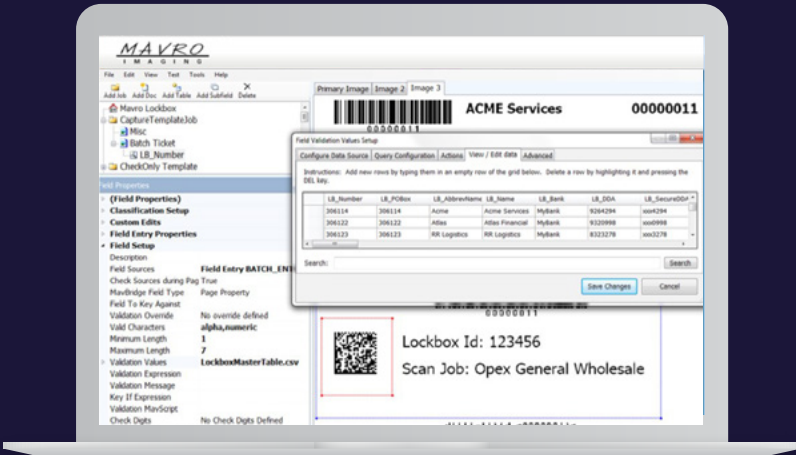 MAVRO
IMAGING
File Edit View Test Tools Help
Add Job Add Doc Add Table Add Subfield Delete
Mavro Lockbox
CaptureTemplateJob
Misc
Batch Ticket
LB_Number
CheckOnly Template
Field Properties
(Field Properties)
Classification Setup
Custom Edits
Field Entry Properties
Field Setup
Description
Field Sources Field Entry BATCH_ENT
Check Sources during Pag True
MavBridge Field Type Page Property
Field To Key Against
Validation Override No override defined
Valid Characters alpha,numeric
Minimum Length 1
Maximum Length 7
Validation Values LockboxMasterTable.csv
Validation Expression
Validation Message
Key If Expression
Validation MavScript
Check Digits No Check Digits Defined
Primary Image Image 2 Image 3
ACME Services 00000011
00000011
Field Validation Values Setup
Configure Data Source Query Configuration Actions View / Edit data Advanced
Instructions: Add new rows by typing them in an empty row of the grid below. Delete a row by highlighting it and pressing the
DEL key.
LB_Number LB_POBox LB_AbbrevName LB_Name LB_Bank LB_DDA LB_SecureDDA
306114 306114 Acme Acme Services MyBank 9264294 xxx4294
306122 306122 Atlas Atlas Financial MyBank 9320998 xxx0998
306123 306123 RR Logistics RR Logistics MyBank 8323278 xxx3278
Search: Search
Save Changes Cancel
00000011
Lockbox Id: 123456
Scan Job: Opex General Wholesale